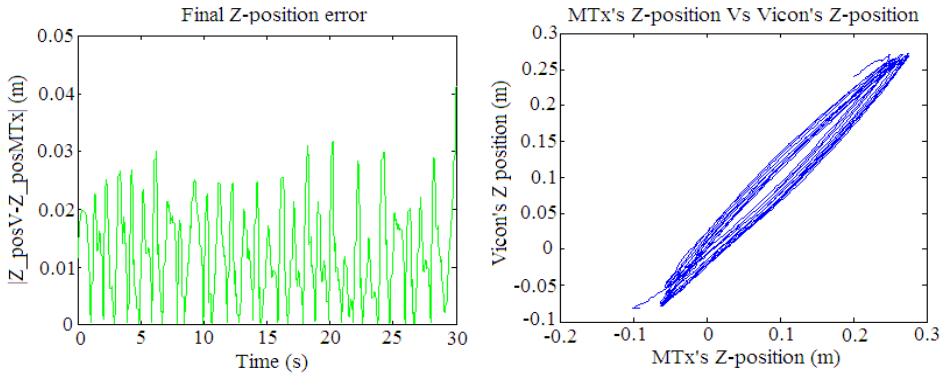 Final Z-position error
0.05
0.04
0.03
0.02
0.01
0
|Z_posV-Z_posMTx| (m)
0 5 10 15 20 25 30
Time (s)
MTx's Z-position Vs Vicon's Z-position
0.3
0.25
0.2
0.15
0.1
0.05
0
-0.05
-0.1
Vicon's Z position (m)
-0.2 -0.1 0 0.1 0.2 0.3
MTx's Z-position (m)